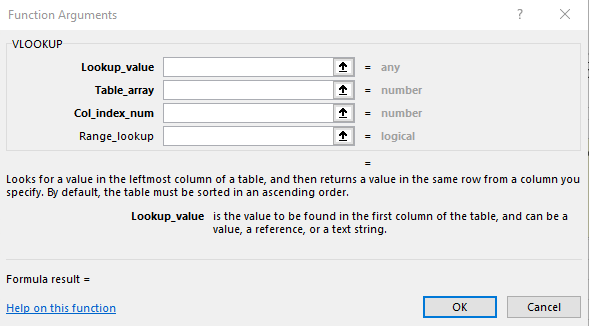 Function Arguments ? ×
VLOOKUP
Lookup_value = any
Table_array = number
Col_index_num = number
Range_lookup = logical
=
Looks for a value in the leftmost column of a table, and then returns a value in the same row from a column you
specify. By default, the table must be sorted in an ascending order.
Lookup_value is the value to be found in the first column of the table, and can be a
value, a reference, or a text string.
Formula result =
Help on this function OK Cancel